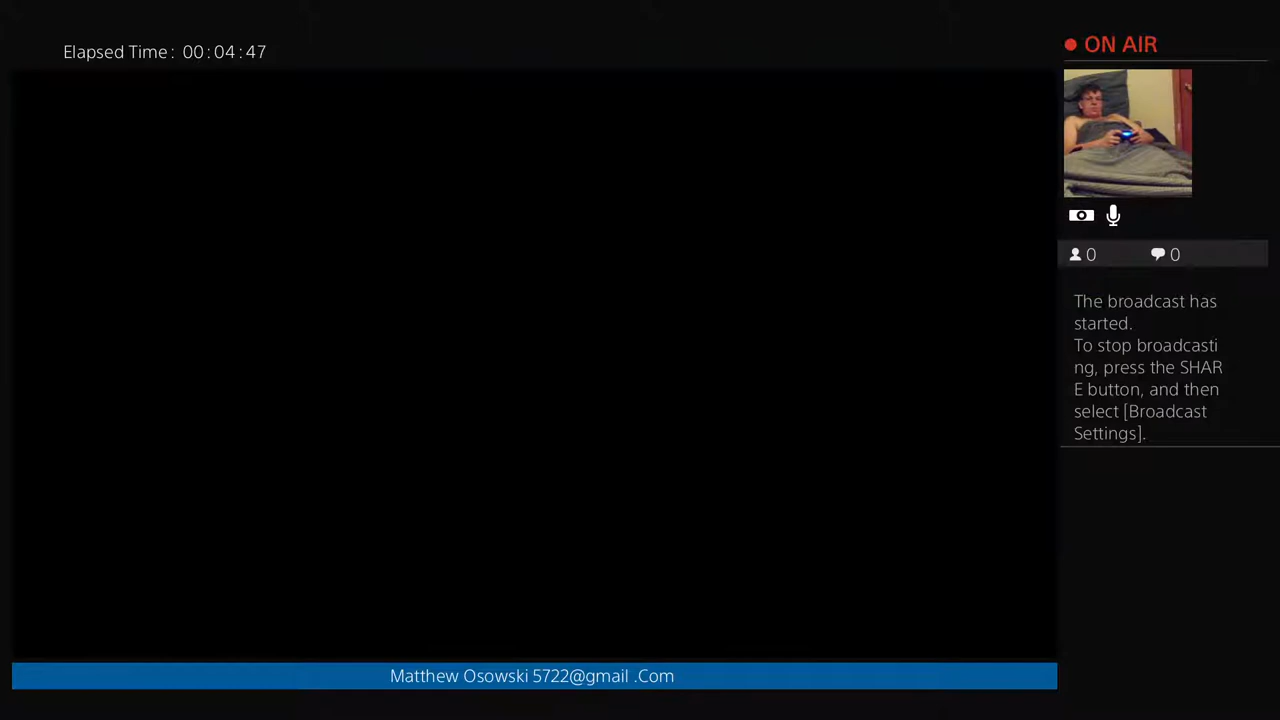 Elapsed Time: 00:04:47
ON AIR
0 0
The broadcast has
started.
To stop broadcasti
ng, press the SHAR
E button, and then
select [Broadcast
Settings].
Matthew Osowski 5722@gmail .Com